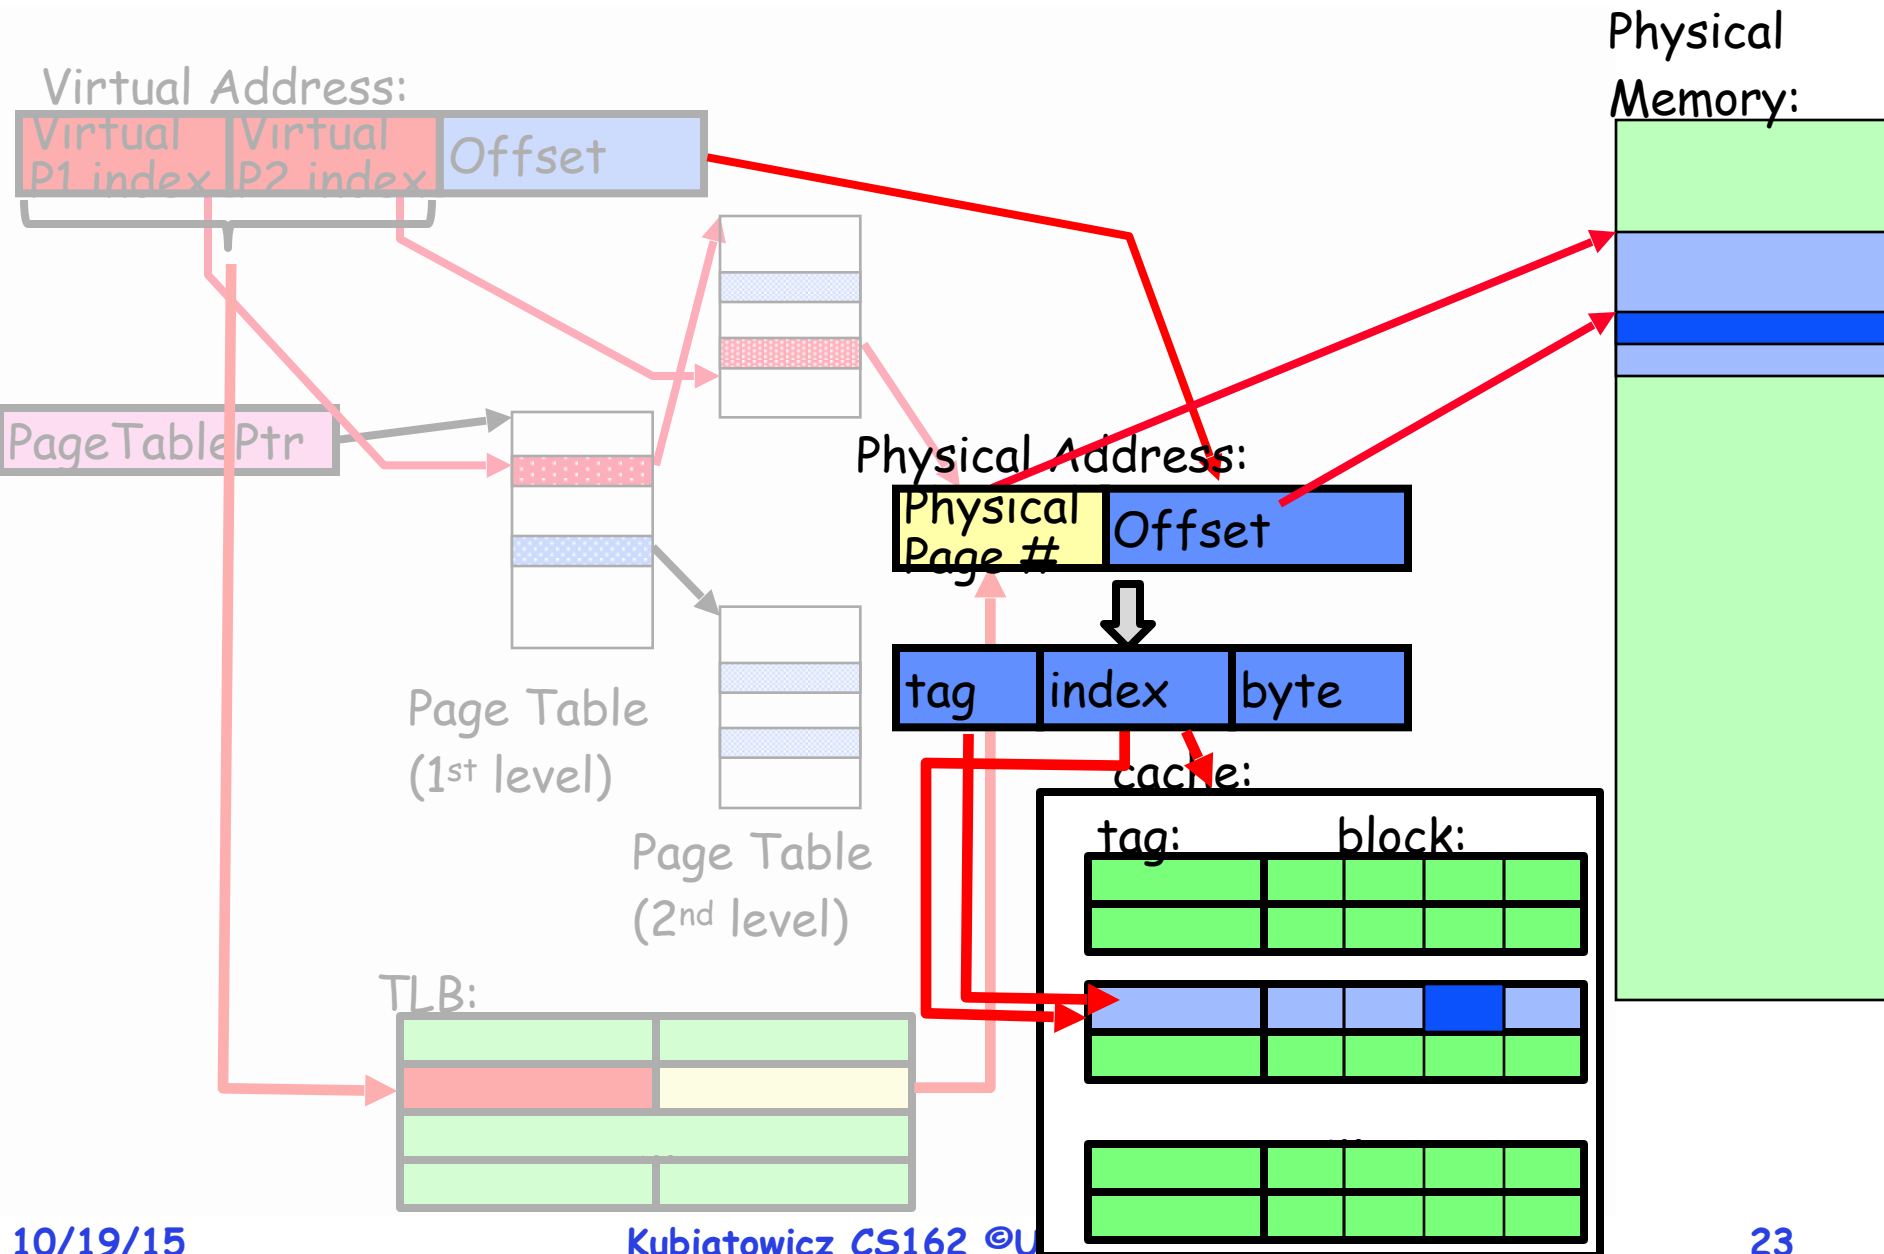 Physical
Memory:
Virtual Address:
Virtual
P1 index
Virtual
P2 index
Offset
PageTablePtr
Physical Address:
Physical
Page #
Offset
tag
index
byte
Page Table
(1st level)
cache:
tag:
block:
Page Table
(2nd level)
TLB:
...
...
10/19/15
Kubiatowicz CS162 ©U
23